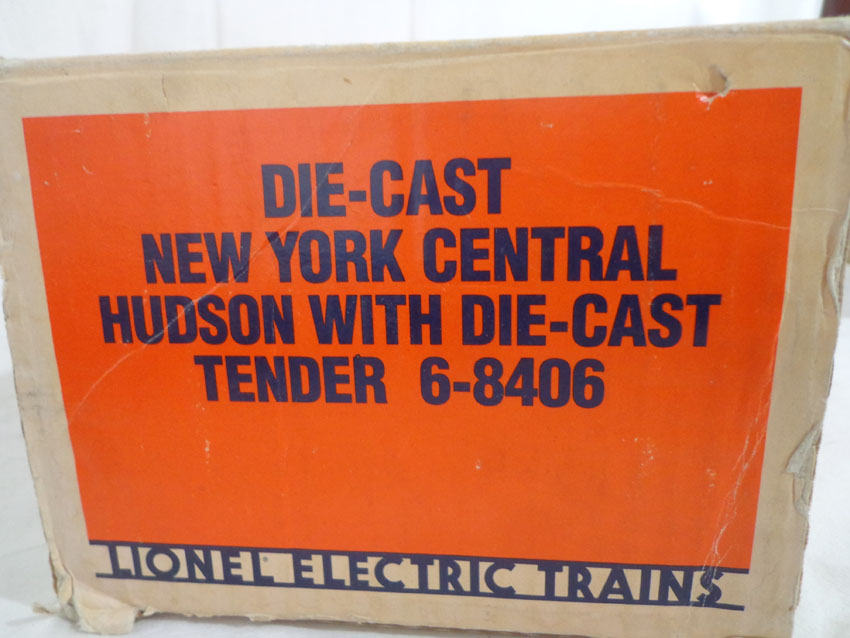 DIE-CAST
NEW YORK CENTRAL
HUDSON WITH DIE-CAST
TENDER 6-8406
LIONEL® ELECTRIC TRAINS